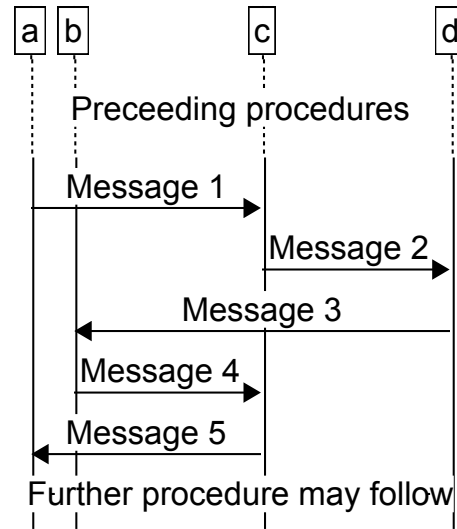 a b c d
Preceeding procedures
Message 1
Message 2
Message 3
Message 4
Message 5
Further procedure may follow